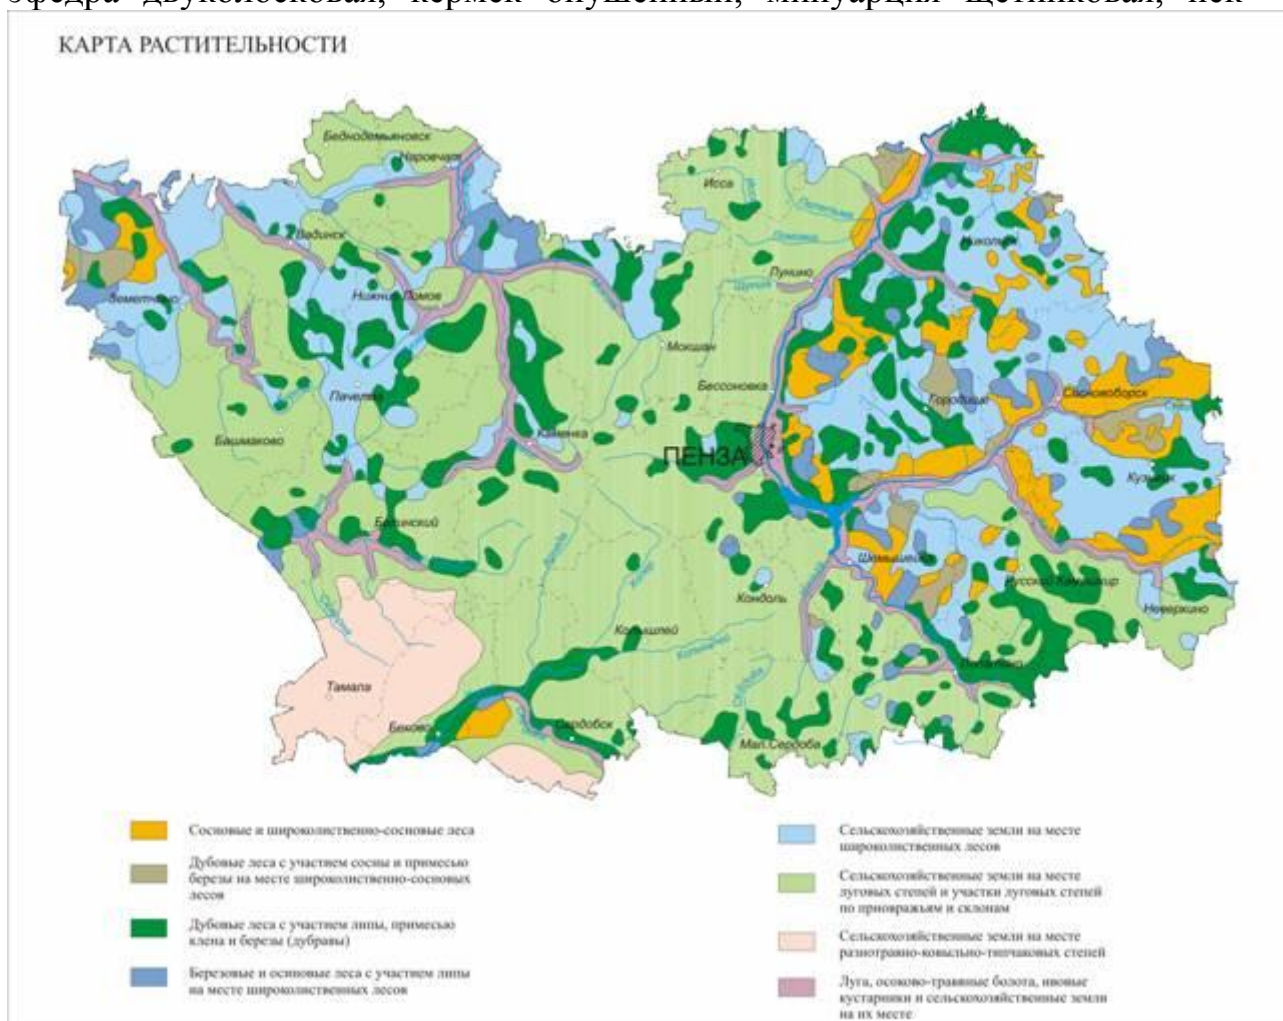 эфедра двуколосковая, кермек опушенный, минуарция щетинковая, пск
КАРТА РАСТИТЕЛЬНОСТИ
Беднодемьяновск
Наровчат
Исса
Вадинск
Никольск
Земетчино
Нижний Ломов
Лунино
Шукша
Мокшан
Бессоновка
Пачелма
Городище
Сосновоборск
Башмаково
Каменка
ПЕНЗА
Кузнецк
Белинский
Шемышейка
Русский Камешкир
Кондоль
Неверкино
Колышлей
Лопатино
Тамала
Беково
Сердобск
Мал.Сердоба
Сосновые и широколиственно-сосновые леса
Дубовые леса с участием сосны и примесью
березы на месте широколиственно-сосновых
лесов
Дубовые леса с участием липы, примесью
клена и березы (дубравы)
Березовые и осиновые леса с участием липы
на месте широколиственных лесов
Сельскохозяйственные земли на месте
широколиственных лесов
Сельскохозяйственные земли на месте
луговых степей и участки луговых степей
по приовражьям и склонам
Сельскохозяйственные земли на месте
разнотравно-ковыльно-типчаковых степей
Луга, осоково-травяные болота, ивовые
кустарники и сельскохозяйственные земли
на их месте